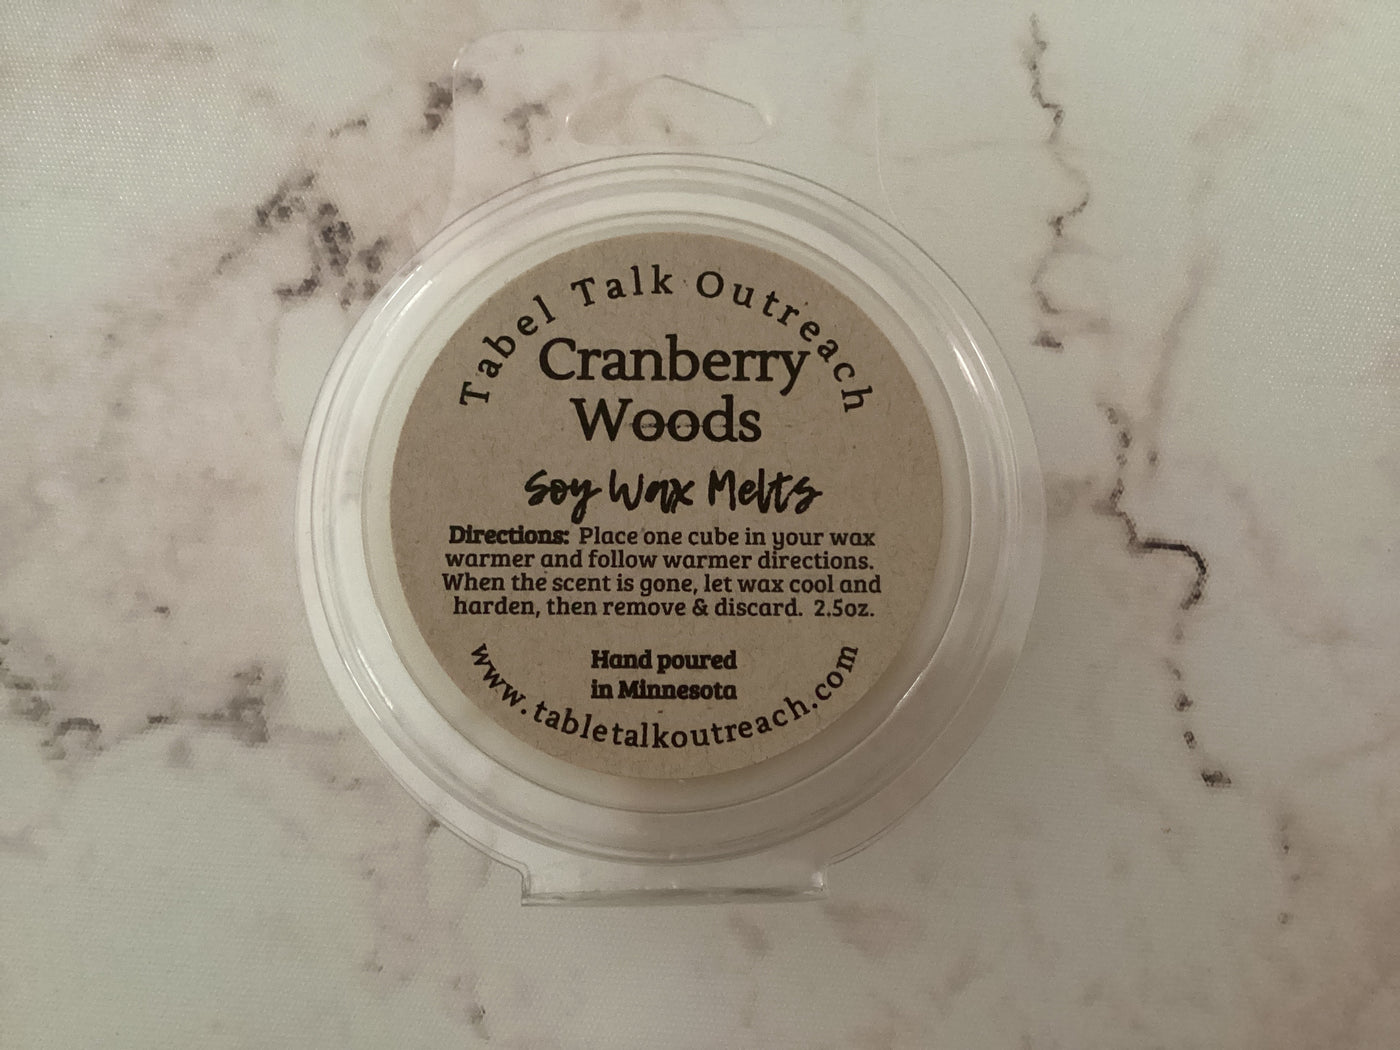 Tabel Talk Outreach
Cranberry
Woods
Soy Wax Melts
Directions: Place one cube in your wax
warmer and follow warmer directions.
When the scent is gone, let wax cool and
harden, then remove & discard. 2.5oz.
Hand poured
in Minnesota
www.tabletalkoutreach.com